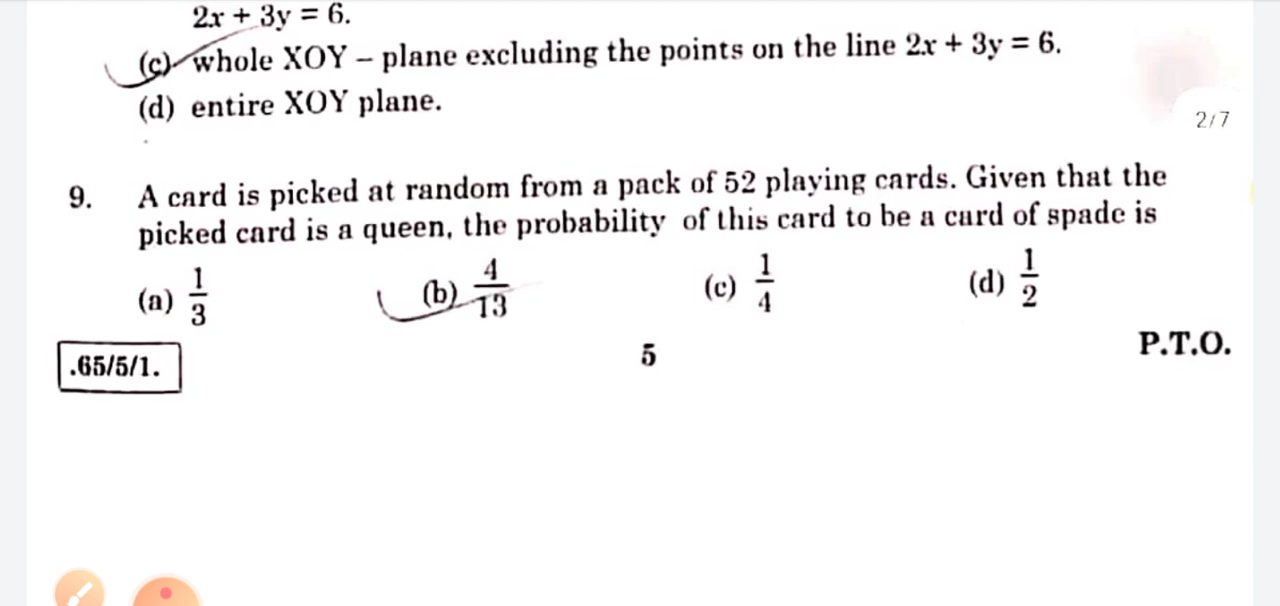 2x + 3y = 6.
(c) whole XOY – plane excluding the points on the line 2x + 3y = 6.
(d) entire XOY plane.
2/7
9. A card is picked at random from a pack of 52 playing cards. Given that the
picked card is a queen, the probability of this card to be a card of spade is
(a) 1/3 (b) 4/13 (c) 1/4 (d) 1/2
.65/5/1. 5 P.T.O.